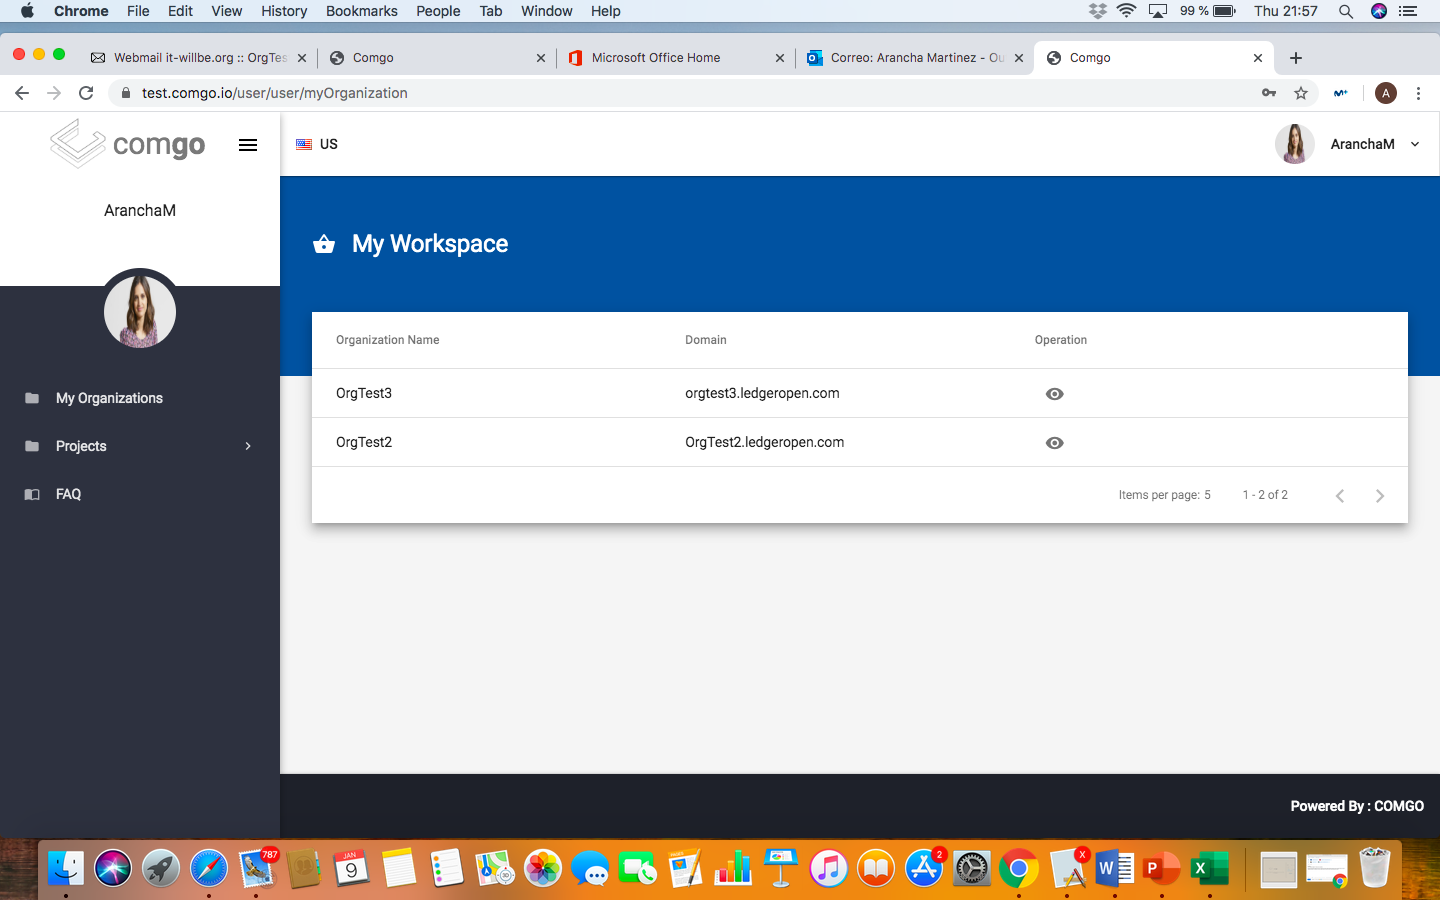 Chrome File Edit View History Bookmarks People Tab Window Help 99 % Thu 21:57
Webmail it-willbe.org :: OrgTes Comgo Microsoft Office Home Correo: Arancha Martinez - Ou Comgo
test.comgo.io/user/user/myOrganization A
comgo US AranchaM
AranchaM
My Workspace
Organization Name Domain Operation
OrgTest3 orgtest3.ledgeropen.com
OrgTest2 OrgTest2.ledgeropen.com
Items per page: 5 1 - 2 of 2
My Organizations
Projects
FAQ
Powered By : COMGO
787 JAN 9 2 X W P X